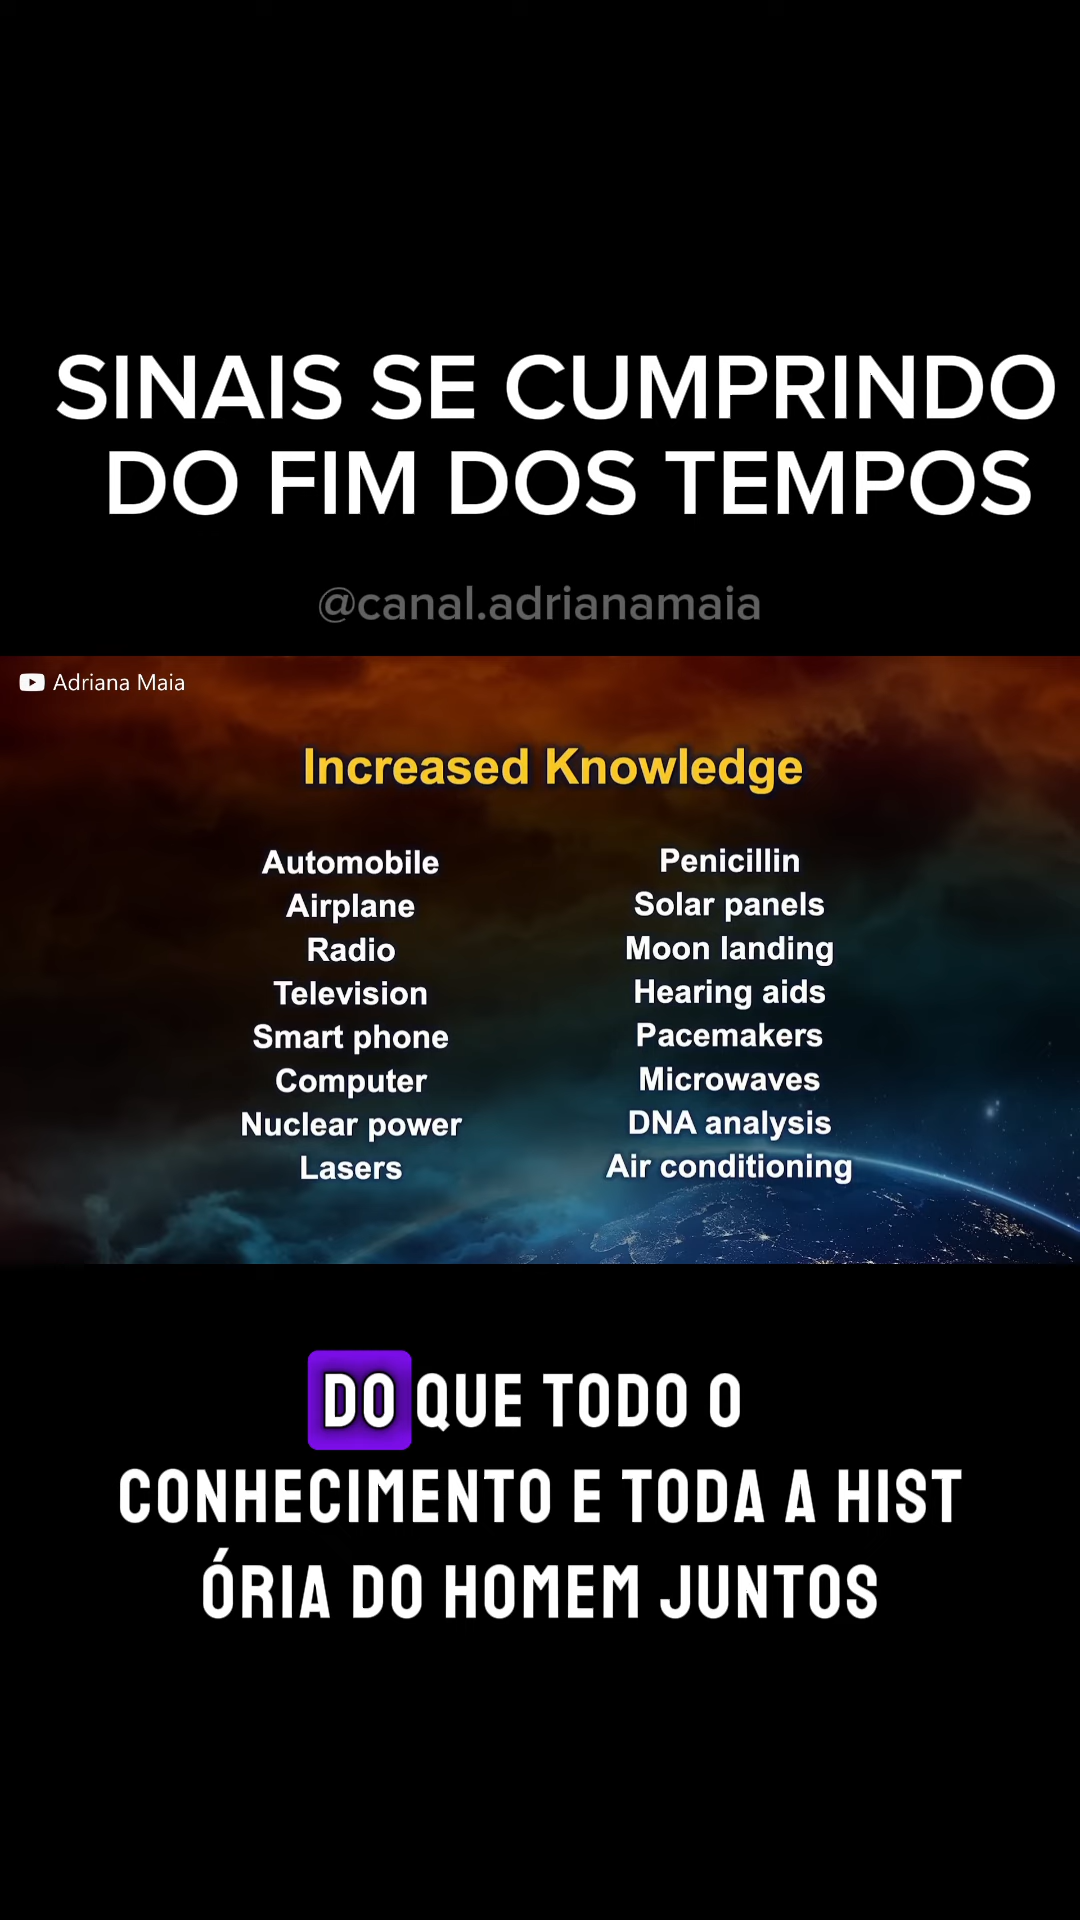 SINAIS SE CUMPRINDO
DO FIM DOS TEMPOS
@canal.adrianamaia
Adriana Maia
Increased Knowledge
Automobile
Airplane
Radio
Television
Smart phone
Computer
Nuclear power
Lasers
Penicillin
Solar panels
Moon landing
Hearing aids
Pacemakers
Microwaves
DNA analysis
Air conditioning
DO QUE TODO O
CONHECIMENTO E TODA A HIST
ÓRIA DO HOMEM JUNTOS